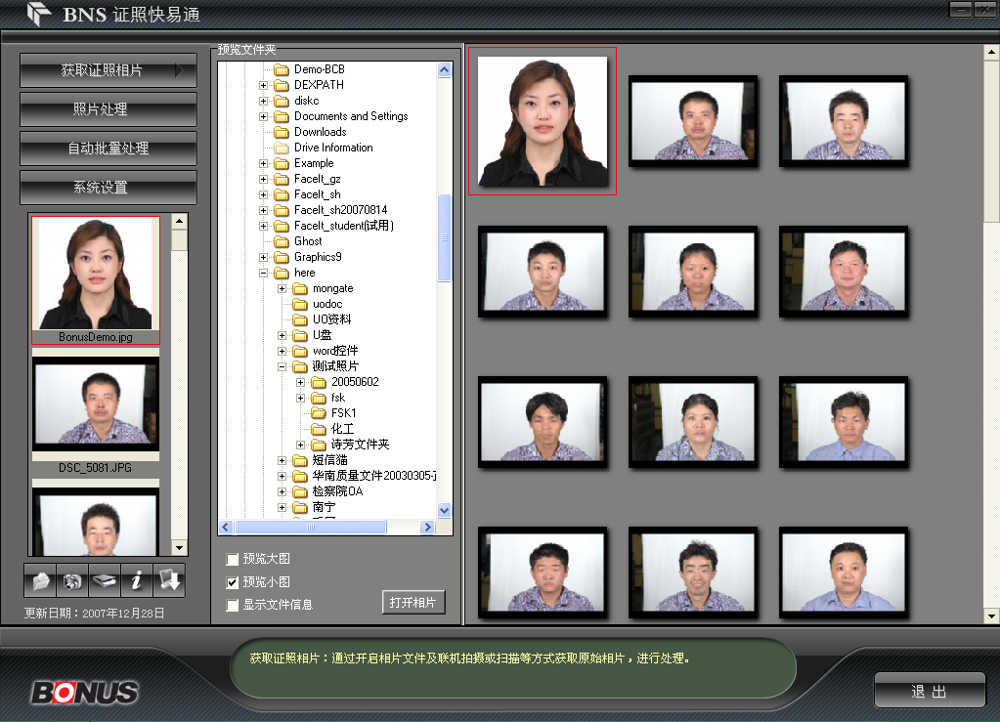 BNS 证照快易通
获取证照相片
照片处理
自动批量处理
系统设置
BonusDemo.jpg
DSC_5081.JPG
更新日期：2007年12月28日
预览文件夹
Demo-BCB
DEXPATH
diskc
Documents and Settings
Downloads
Drive Information
Example
FaceIt_gz
FaceIt_sh
FaceIt_sh20070814
FaceIt_student(试用)
Ghost
Graphics9
here
mongate
uodoc
UO资料
U盘
word控件
测试照片
20050602
fsk
FSK1
化工
诗芳文件夹
短信猫
华南质量文件20030305-
检察院OA
南宁
预览大图
预览小图
显示文件信息
打开相片
获取证照相片：通过开启相片文件及联机拍摄或扫描等方式获取原始相片，进行处理。
BONUS
退 出